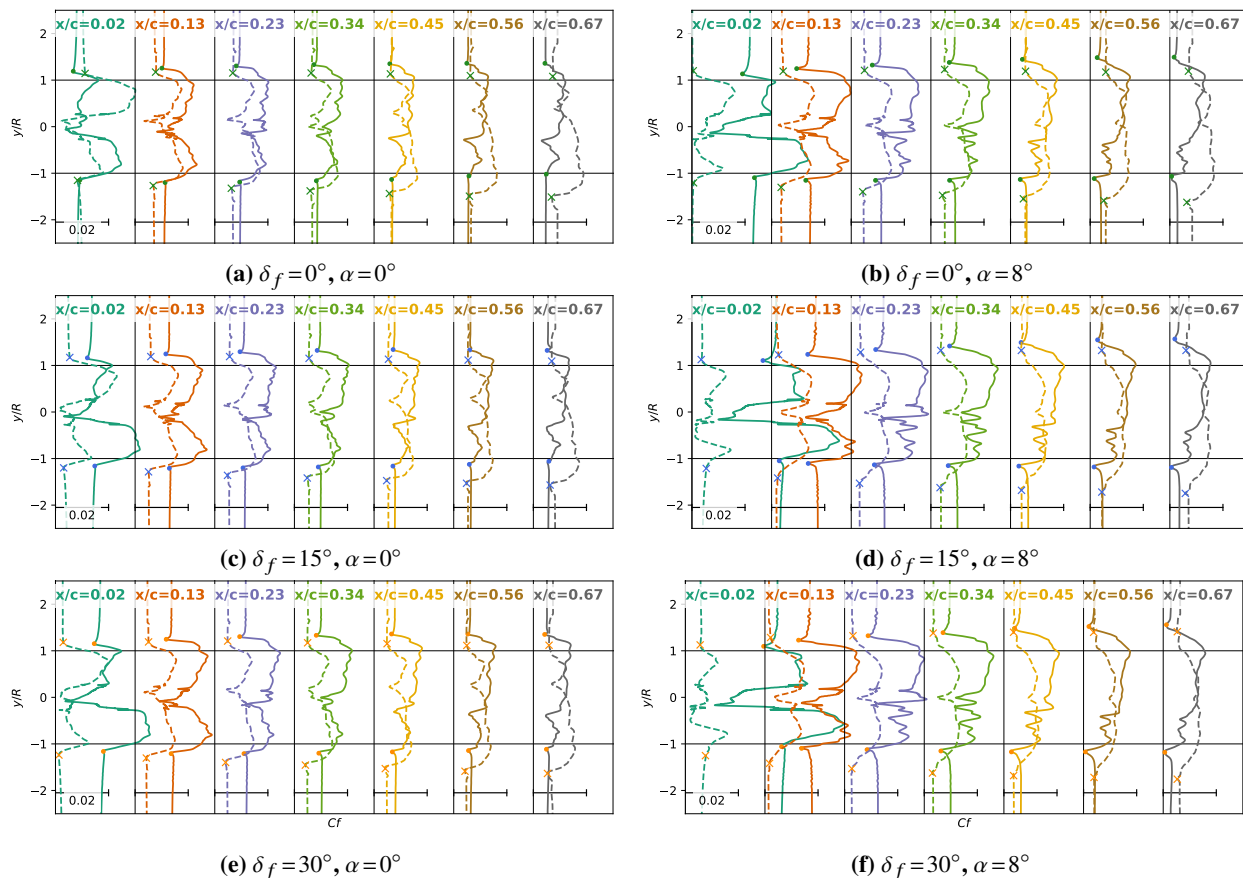 x/c=0.02 x/c=0.13 x/c=0.23 x/c=0.34 x/c=0.45 x/c=0.56 x/c=0.67
2
1
0
−1
−2
y/R
0.02
(a) δf=0°, α=0°
x/c=0.02 x/c=0.13 x/c=0.23 x/c=0.34 x/c=0.45 x/c=0.56 x/c=0.67
2
1
0
−1
−2
y/R
0.02
(b) δf=0°, α=8°
x/c=0.02 x/c=0.13 x/c=0.23 x/c=0.34 x/c=0.45 x/c=0.56 x/c=0.67
2
1
0
−1
−2
y/R
0.02
(c) δf=15°, α=0°
x/c=0.02 x/c=0.13 x/c=0.23 x/c=0.34 x/c=0.45 x/c=0.56 x/c=0.67
2
1
0
−1
−2
y/R
0.02
(d) δf=15°, α=8°
x/c=0.02 x/c=0.13 x/c=0.23 x/c=0.34 x/c=0.45 x/c=0.56 x/c=0.67
2
1
0
−1
−2
y/R
0.02
Cf
(e) δf=30°, α=0°
x/c=0.02 x/c=0.13 x/c=0.23 x/c=0.34 x/c=0.45 x/c=0.56 x/c=0.67
2
1
0
−1
−2
y/R
0.02
Cf
(f) δf=30°, α=8°